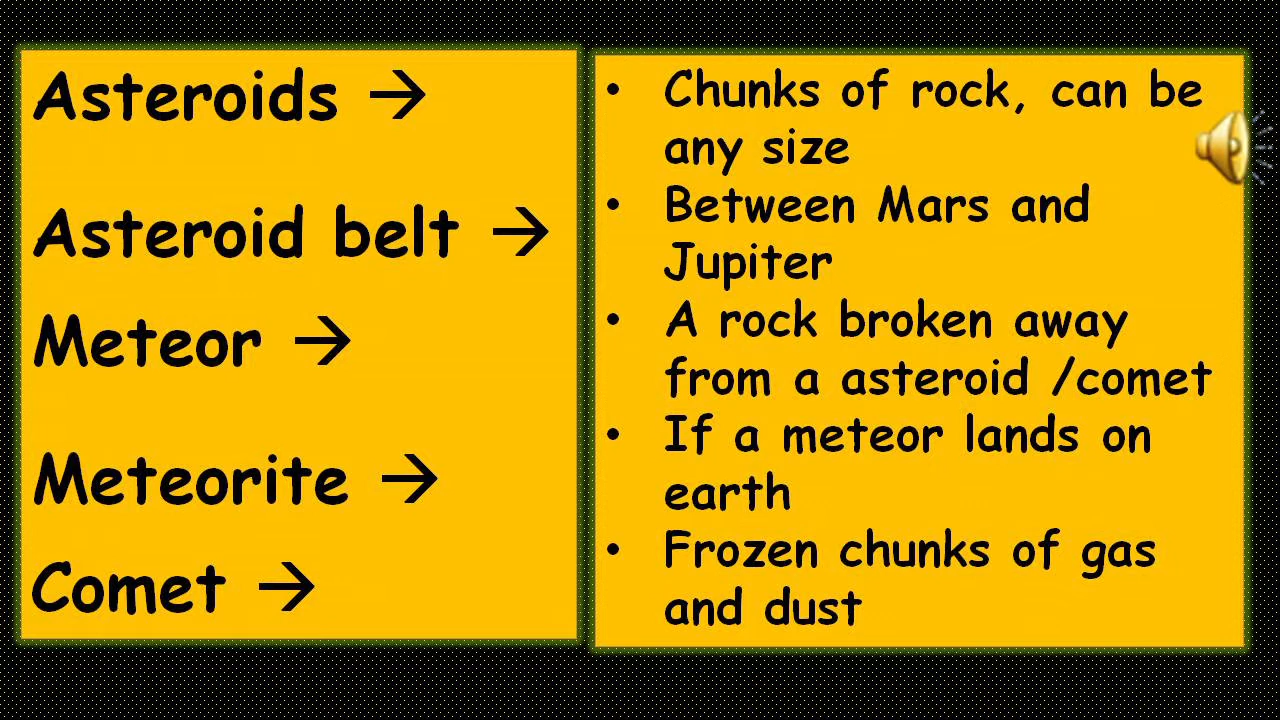 Asteroids →
Asteroid belt →
Meteor →
Meteorite →
Comet →
• Chunks of rock, can be
any size
• Between Mars and
Jupiter
• A rock broken away
from a asteroid /comet
• If a meteor lands on
earth
• Frozen chunks of gas
and dust